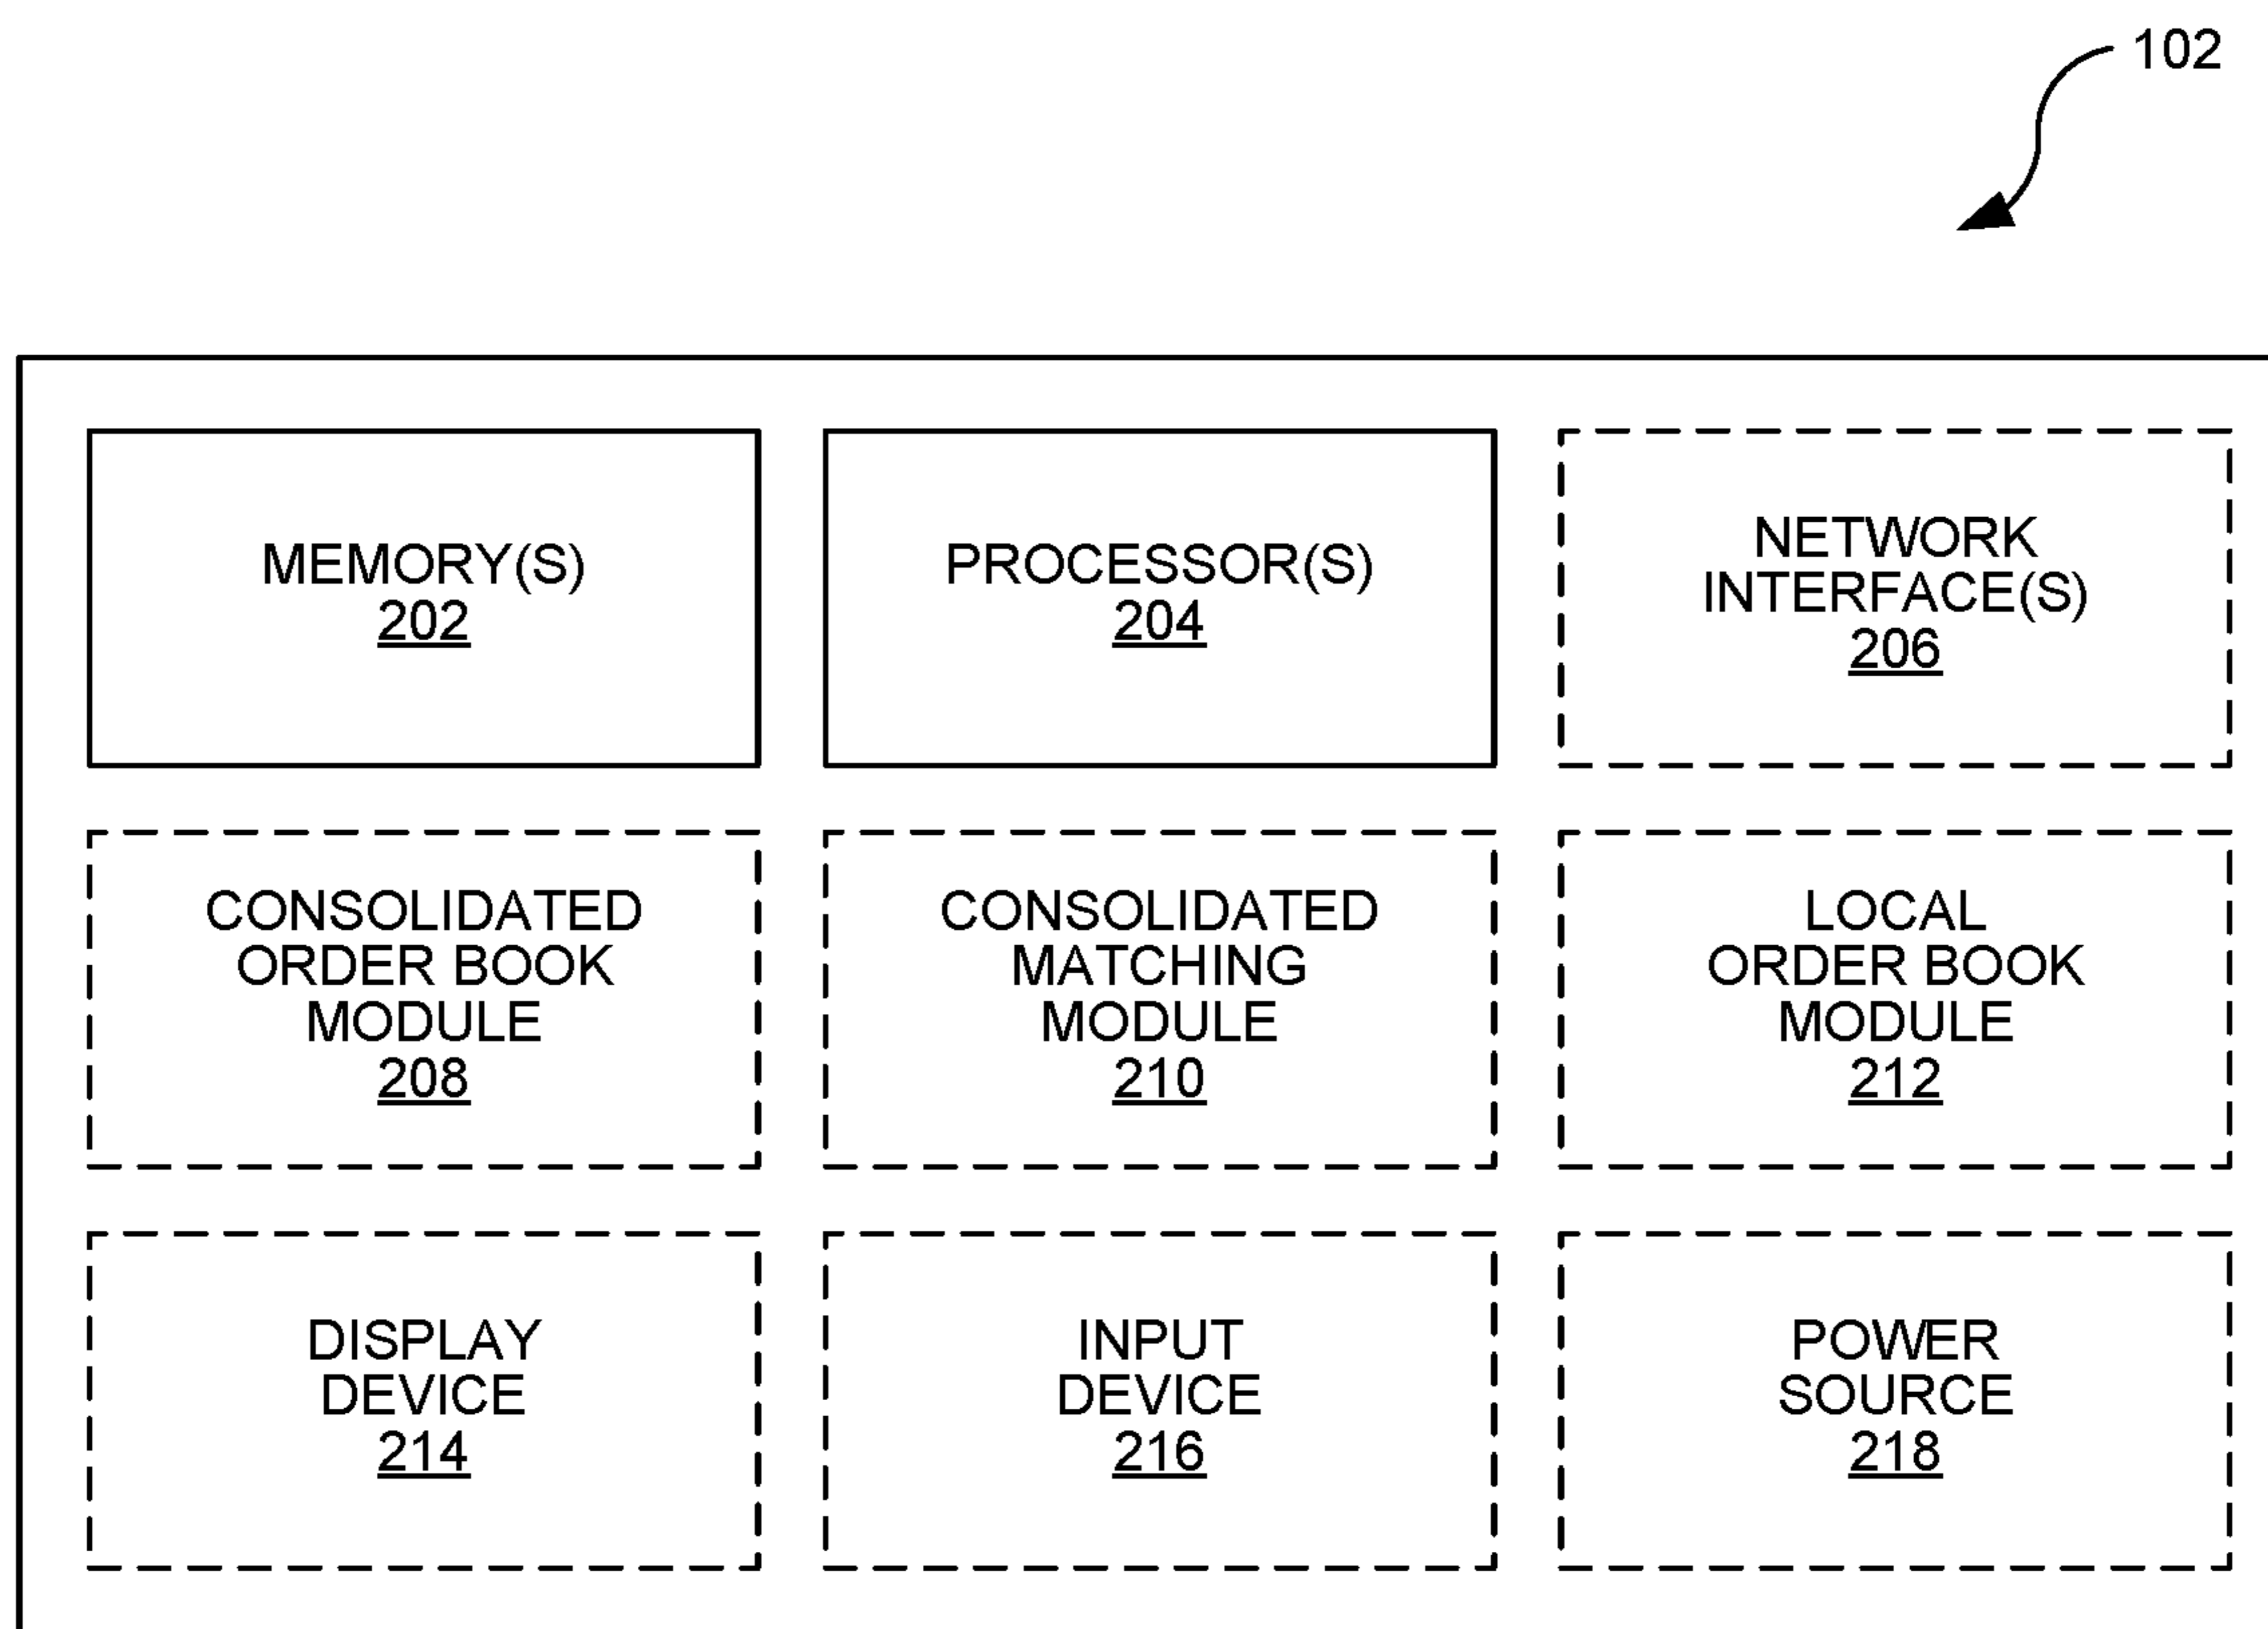 102
MEMORY(S)
202
PROCESSOR(S)
204
NETWORK
INTERFACE(S)
206
CONSOLIDATED
ORDER BOOK
MODULE
208
CONSOLIDATED
MATCHING
MODULE
210
LOCAL
ORDER BOOK
MODULE
212
DISPLAY
DEVICE
214
INPUT
DEVICE
216
POWER
SOURCE
218